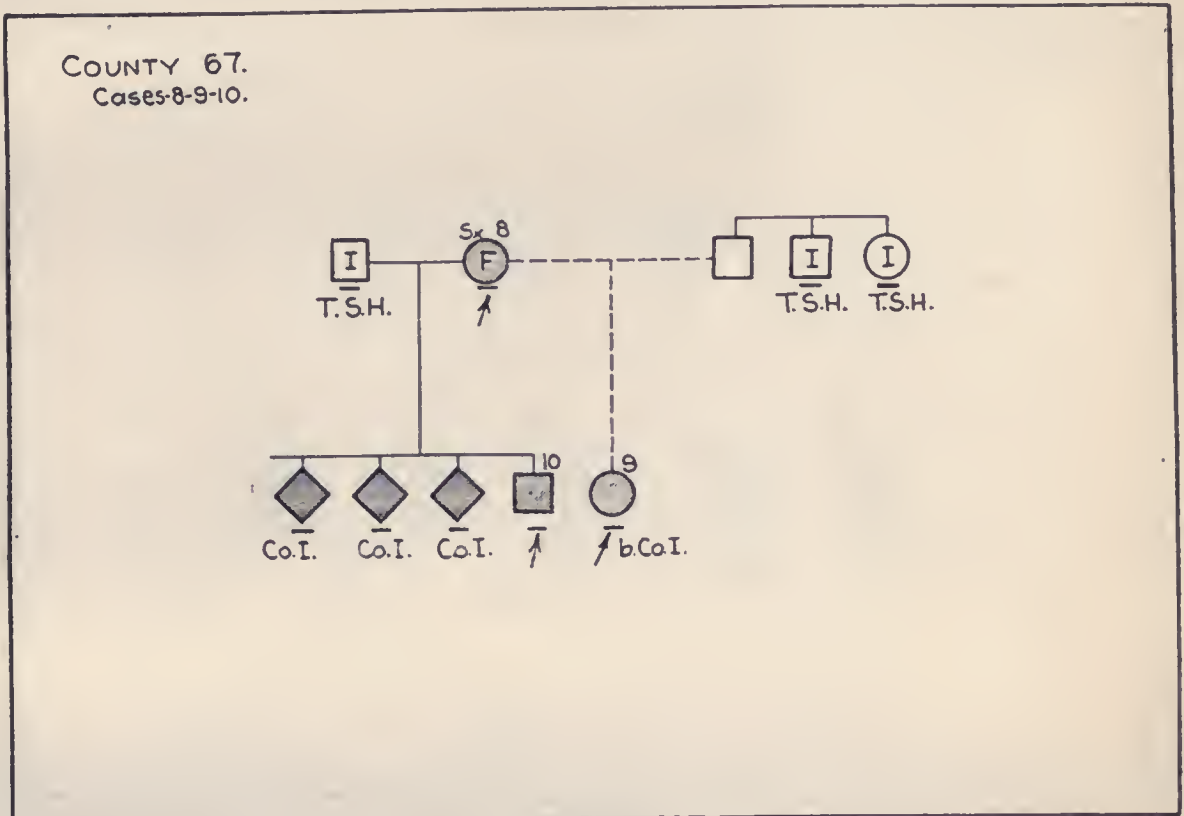 COUNTY 67.
Cases-8-9-10.
Sx 8
I F I I
T.S.H. T.S.H. T.S.H.
10 9
Co.I. Co.I. Co.I. b.Co.I.